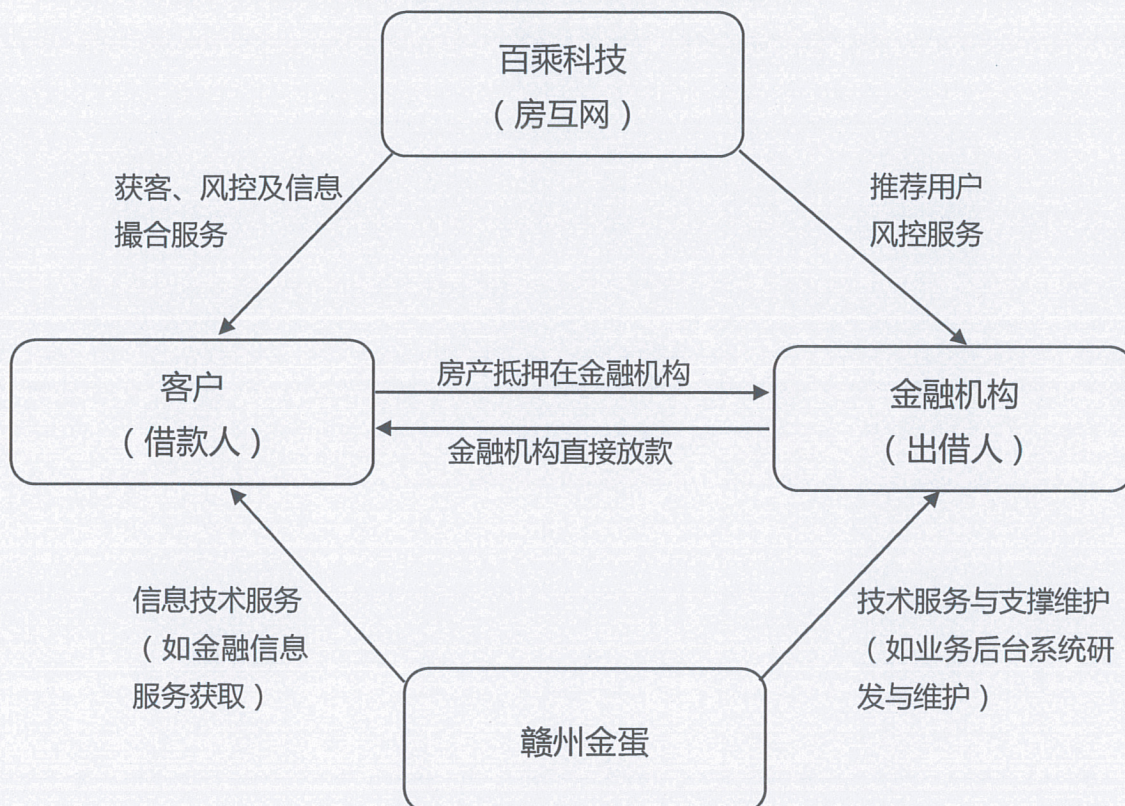 百乘科技
（房互网）
获客、风控及信息
撮合服务
推荐用户
风控服务
客户
（借款人）
房产抵押在金融机构
金融机构直接放款
金融机构
（出借人）
信息技术服务
（如金融信息
服务获取）
技术服务与支撑维护
（如业务后台系统研
发与维护）
赣州金蛋